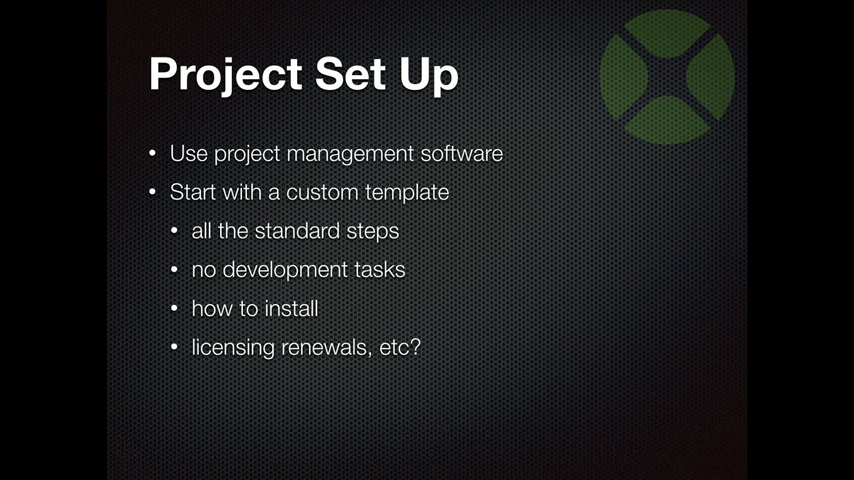 Project Set Up
• Use project management software
• Start with a custom template
• all the standard steps
• no development tasks
• how to install
• licensing renewals, etc?